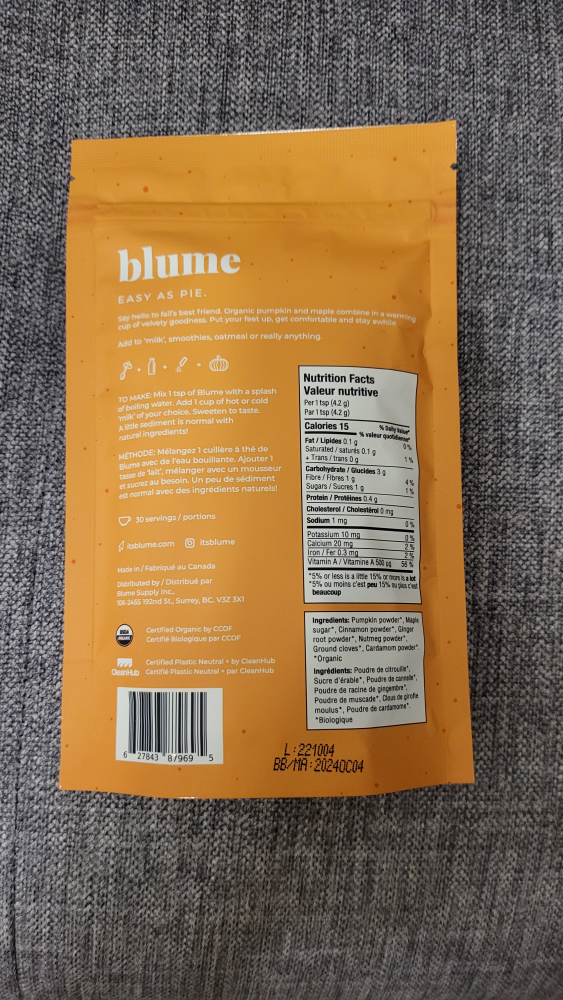 blume
EASY AS PIE.
Say hello to fall's best friend. Organic pumpkin and maple combine in a warming
cup of velvety goodness. Put your feet up, get comfortable and stay awhile.
Add to 'milk', smoothies, oatmeal or really anything.
TO MAKE: Mix 1 tsp of Blume with a splash
of boiling water. Add 1 cup of hot or cold
'milk' of your choice. Sweeten to taste.
A little sediment is normal with
natural ingredients!
MÉTHODE: Mélangez 1 cuillère à thé de
Blume avec de l'eau bouillante. Ajouter 1
tasse de 'lait', mélanger avec un mousseur
et sucrez au besoin. Un peu de sédiment
est normal avec des ingrédients naturels!
30 servings / portions
itsblume.com itsblume
Made in / Fabriqué au Canada
Distributed by / Distribué par
Blume Supply Inc.,
106-2455 192nd St., Surrey, BC. V3Z 3X1
USDA
ORGANIC
Certified Organic by CCOF
Certifié Biologique par CCOF
CleanHub
Certified Plastic Neutral + by CleanHub
Certifié Plastic Neutral + par CleanHub
6 27843 87969 5
Nutrition Facts
Valeur nutritive
Per 1 tsp (4.2 g)
Par 1 tsp (4.2 g)
Calories 15 % Daily Value*
% valeur quotidienne*
Fat / Lipides 0.1 g 0 %
Saturated / saturés 0.1 g
+ Trans / trans 0 g 1 %
Carbohydrate / Glucides 3 g
Fibre / Fibres 1 g 4 %
Sugars / Sucres 1 g 1 %
Protein / Protéines 0.4 g
Cholesterol / Cholestérol 0 mg
Sodium 1 mg 0 %
Potassium 10 mg 0 %
Calcium 20 mg 2 %
Iron / Fer 0.3 mg 2 %
Vitamin A / Vitamine A 500 µg 56 %
*5% or less is a little 15% or more is a lot
*5% ou moins c'est peu 15% ou plus c'est
beaucoup
Ingredients: Pumpkin powder*, Maple
sugar*, Cinnamon powder*, Ginger
root powder*, Nutmeg powder*,
Ground cloves*, Cardamom powder*.
*Organic
Ingrédients: Poudre de citrouille*,
Sucre d'érable*, Poudre de cannelle*,
Poudre de racine de gingembre*,
Poudre de muscade*, Clous de girofle
moulus*, Poudre de cardamome*.
*Biologique
L:221004
BB/MA:2024OC04